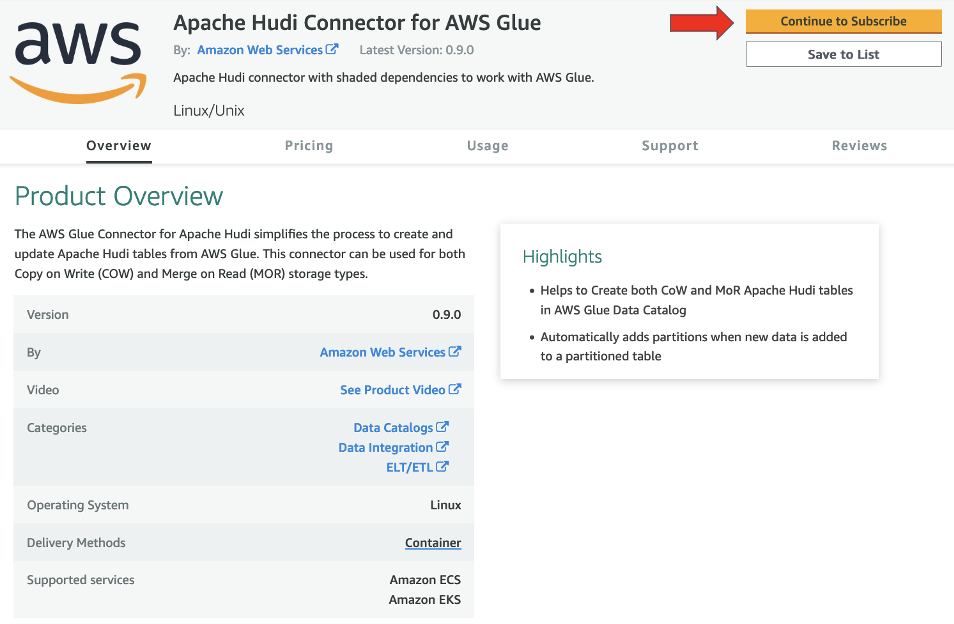 aws
Apache Hudi Connector for AWS Glue
By: Amazon Web Services Latest Version: 0.9.0
Apache Hudi connector with shaded dependencies to work with AWS Glue.
Linux/Unix
Continue to Subscribe
Save to List
Overview Pricing Usage Support Reviews
Product Overview
The AWS Glue Connector for Apache Hudi simplifies the process to create and
update Apache Hudi tables from AWS Glue. This connector can be used for both
Copy on Write (COW) and Merge on Read (MOR) storage types.
Version 0.9.0
By Amazon Web Services
Video See Product Video
Categories Data Catalogs
Data Integration
ELT/ETL
Operating System Linux
Delivery Methods Container
Supported services Amazon ECS
Amazon EKS
Highlights
• Helps to Create both CoW and MoR Apache Hudi tables
in AWS Glue Data Catalog
• Automatically adds partitions when new data is added
to a partitioned table